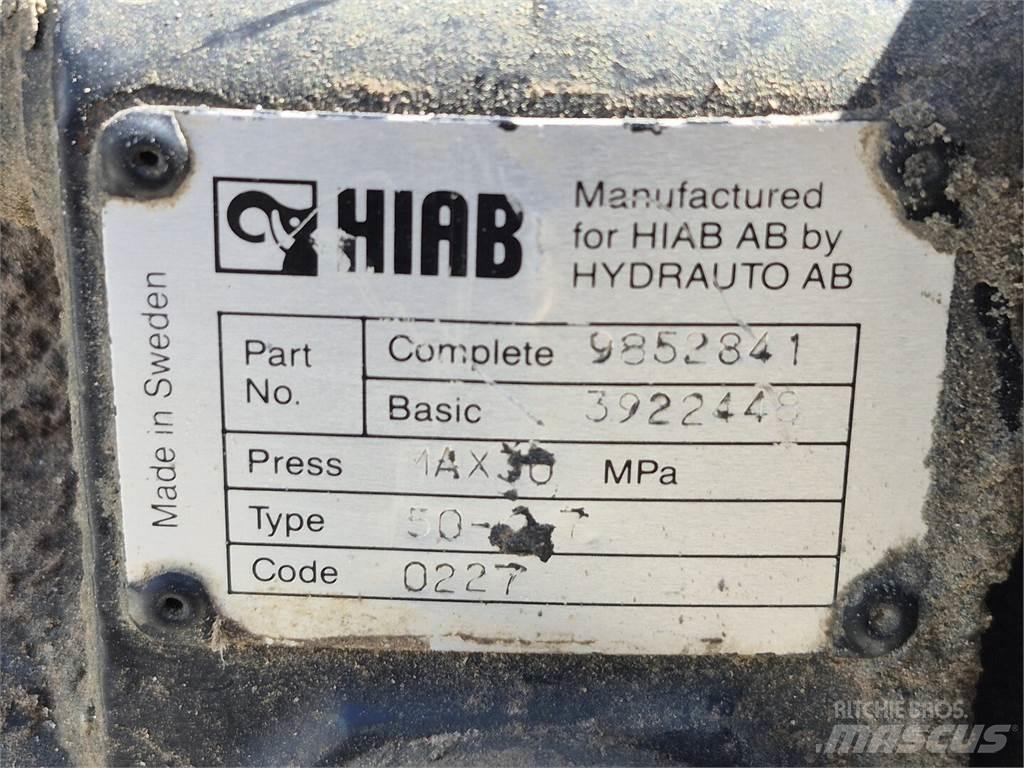 HIAB
Manufactured
for HIAB AB by
HYDRAUTO AB
Made in Sweden
Part No.
Complete 9852841
Basic 3922448
Press MPa
Type
Code 0227
RITCHIE BROS.
MASCUS